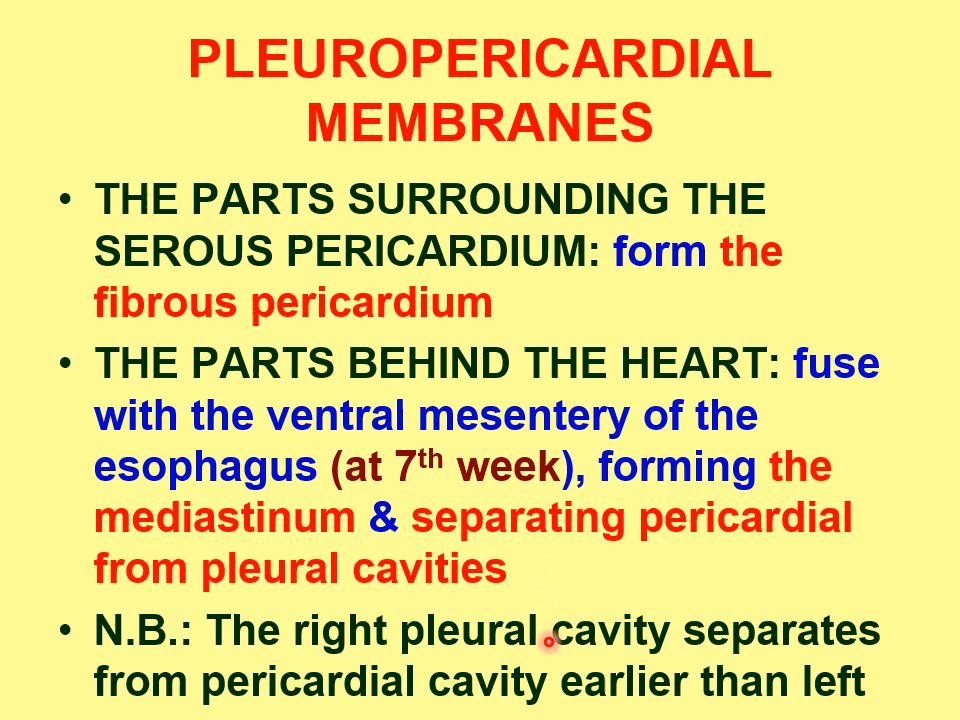 PLEUROPERICARDIAL
MEMBRANES
• THE PARTS SURROUNDING THE
SEROUS PERICARDIUM: form the
fibrous pericardium
• THE PARTS BEHIND THE HEART: fuse
with the ventral mesentery of the
esophagus (at 7th week), forming the
mediastinum & separating pericardial
from pleural cavities
• N.B.: The right pleural cavity separates
from pericardial cavity earlier than left